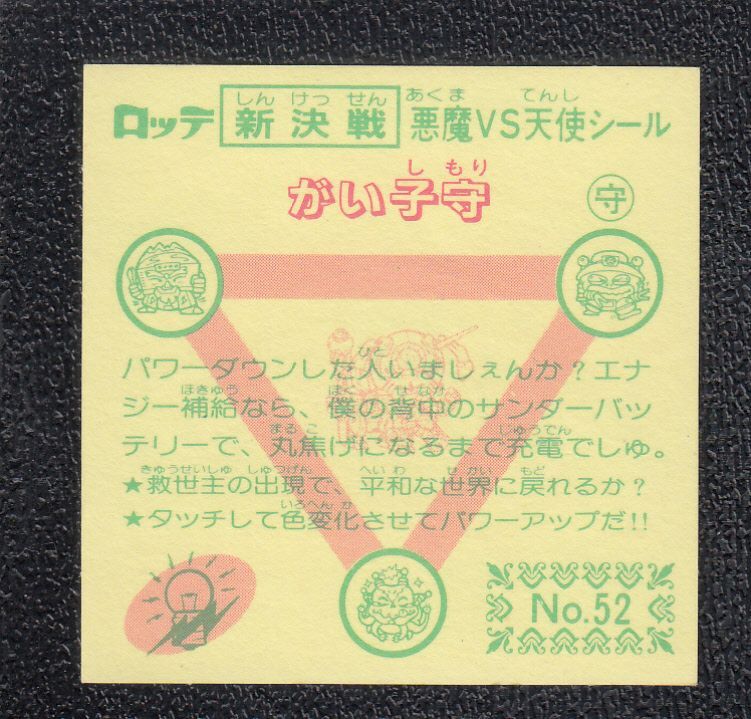 ロッテ 新決戦 悪魔VS天使シール
しん けっ せん あくま てんし
がい子守
し もり
守
パワーダウンした人いましぇんか？エナ
ひと
ジー補給なら、僕の背中のサンダーバッ
ほきゅう ぼく せなか
テリーで、丸焦げになるまで充電でしゅ。
まるこ じゅうでん
★救世主の出現で、平和な世界に戻れるか？
きゅうせいしゅ しゅつげん へいわ せかい もど
★タッチして色変化させてパワーアップだ!!
いろへんか
No.52